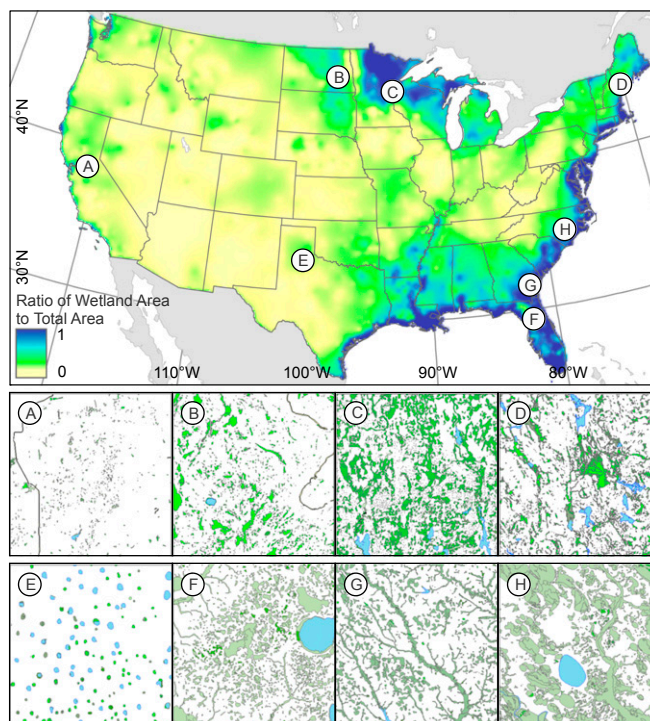 B
C
D
40°N
A
H
E
30°N
G
F
Ratio of Wetland Area
to Total Area
1
0
110°W
100°W
90°W
80°W
A
B
C
D
E
F
G
H